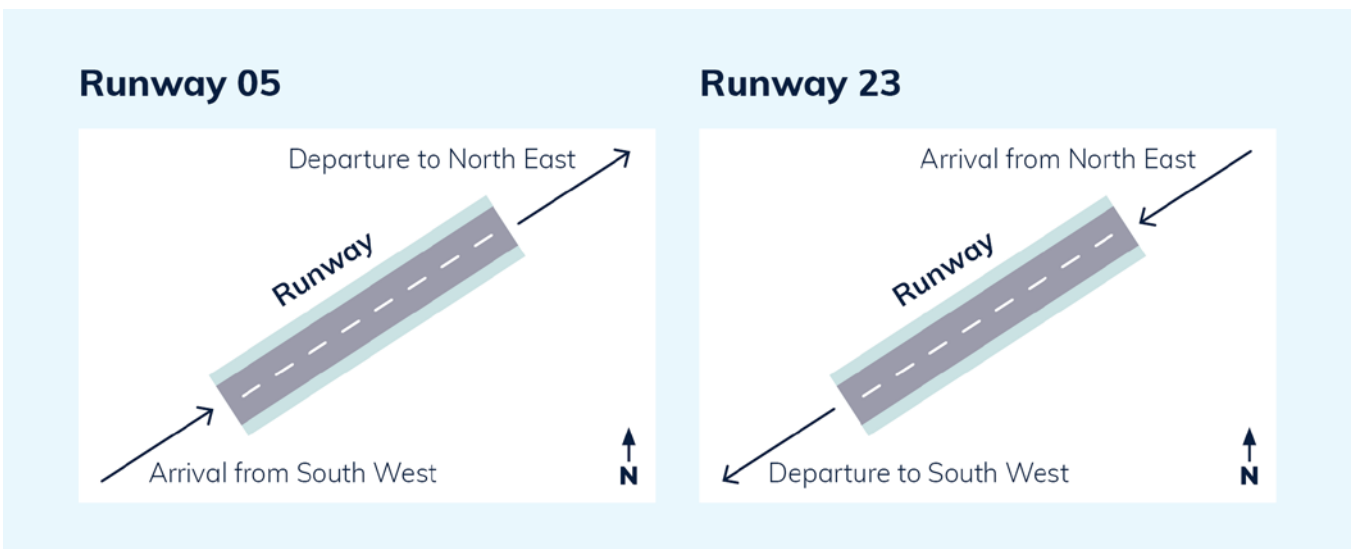 Runway 05
Departure to North East
Runway
Arrival from South West
N
Runway 23
Arrival from North East
Runway
Departure to South West
N